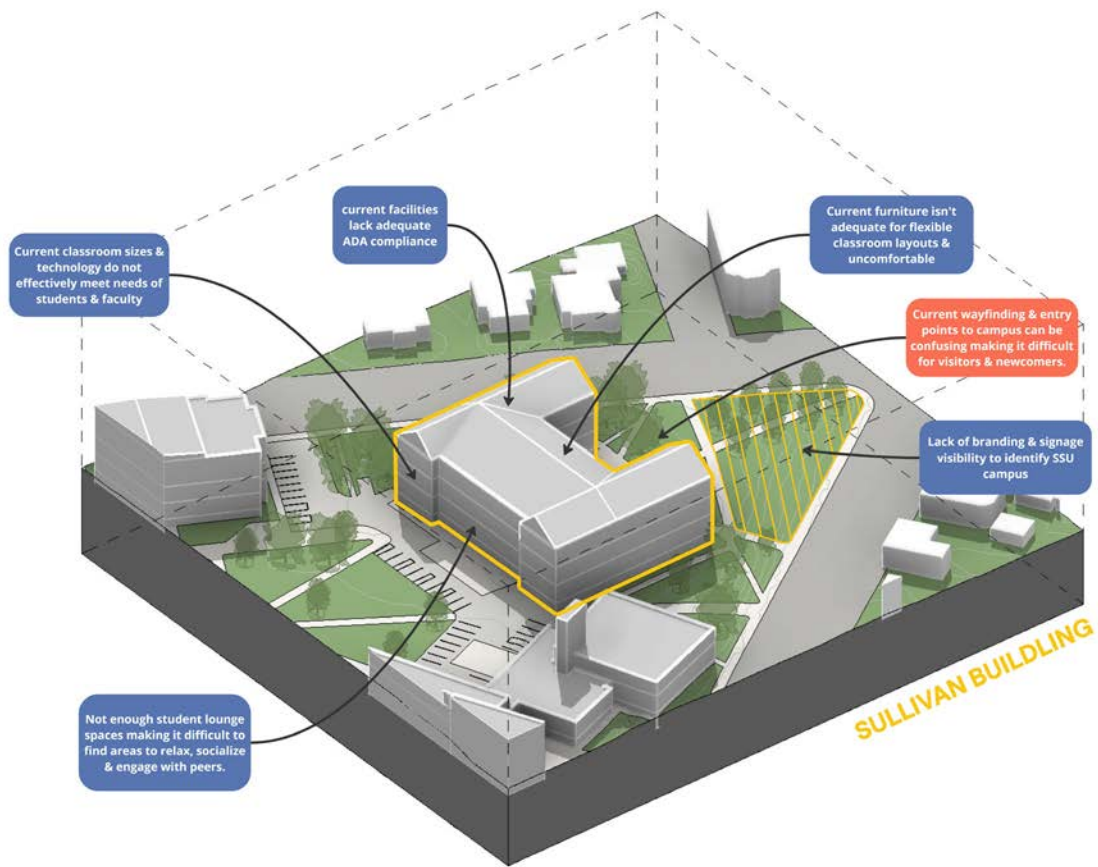 current facilities
lack adequate
ADA compliance
Current furniture isn't
adequate for flexible
classroom layouts &
uncomfortable
Current classroom sizes &
technology do not
effectively meet needs of
students & faculty
Current wayfinding & entry
points to campus can be
confusing making it difficult
for visitors & newcomers.
Lack of branding & signage
visibility to identify SSU
campus
SULLIVAN BUILDLING
Not enough student lounge
spaces making it difficult to
find areas to relax, socialize
& engage with peers.